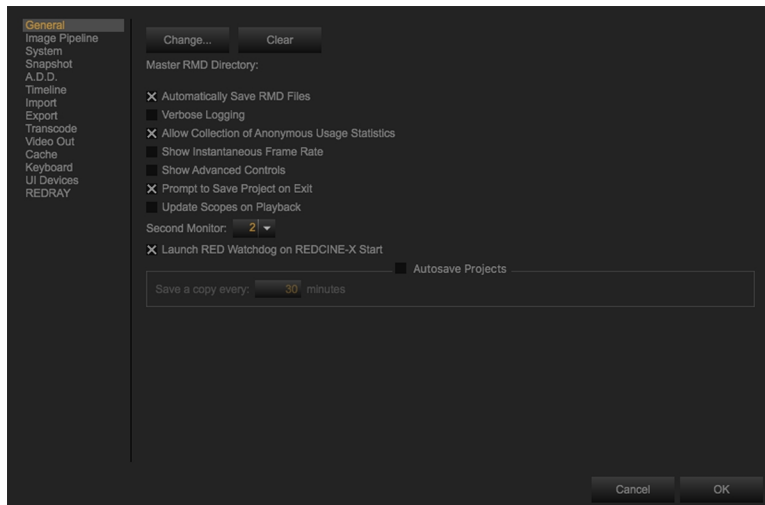 General
Image Pipeline
System
Snapshot
A.D.D.
Timeline
Import
Export
Transcode
Video Out
Cache
Keyboard
UI Devices
REDRAY
Change... Clear
Master RMD Directory:
Automatically Save RMD Files
Verbose Logging
Allow Collection of Anonymous Usage Statistics
Show Instantaneous Frame Rate
Show Advanced Controls
Prompt to Save Project on Exit
Update Scopes on Playback
Second Monitor: 2
Launch RED Watchdog on REDCINE-X Start
Autosave Projects
Save a copy every: 30 minutes
Cancel OK